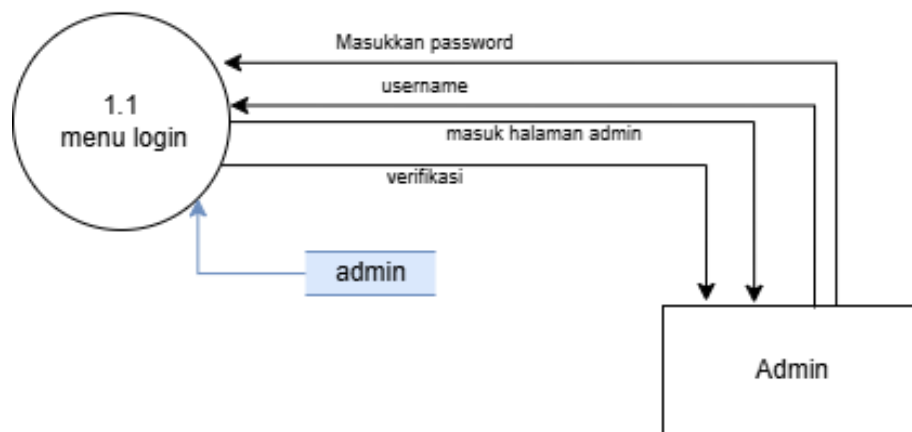 Masukkan password
username
1.1
menu login
masuk halaman admin
verifikasi
admin
Admin